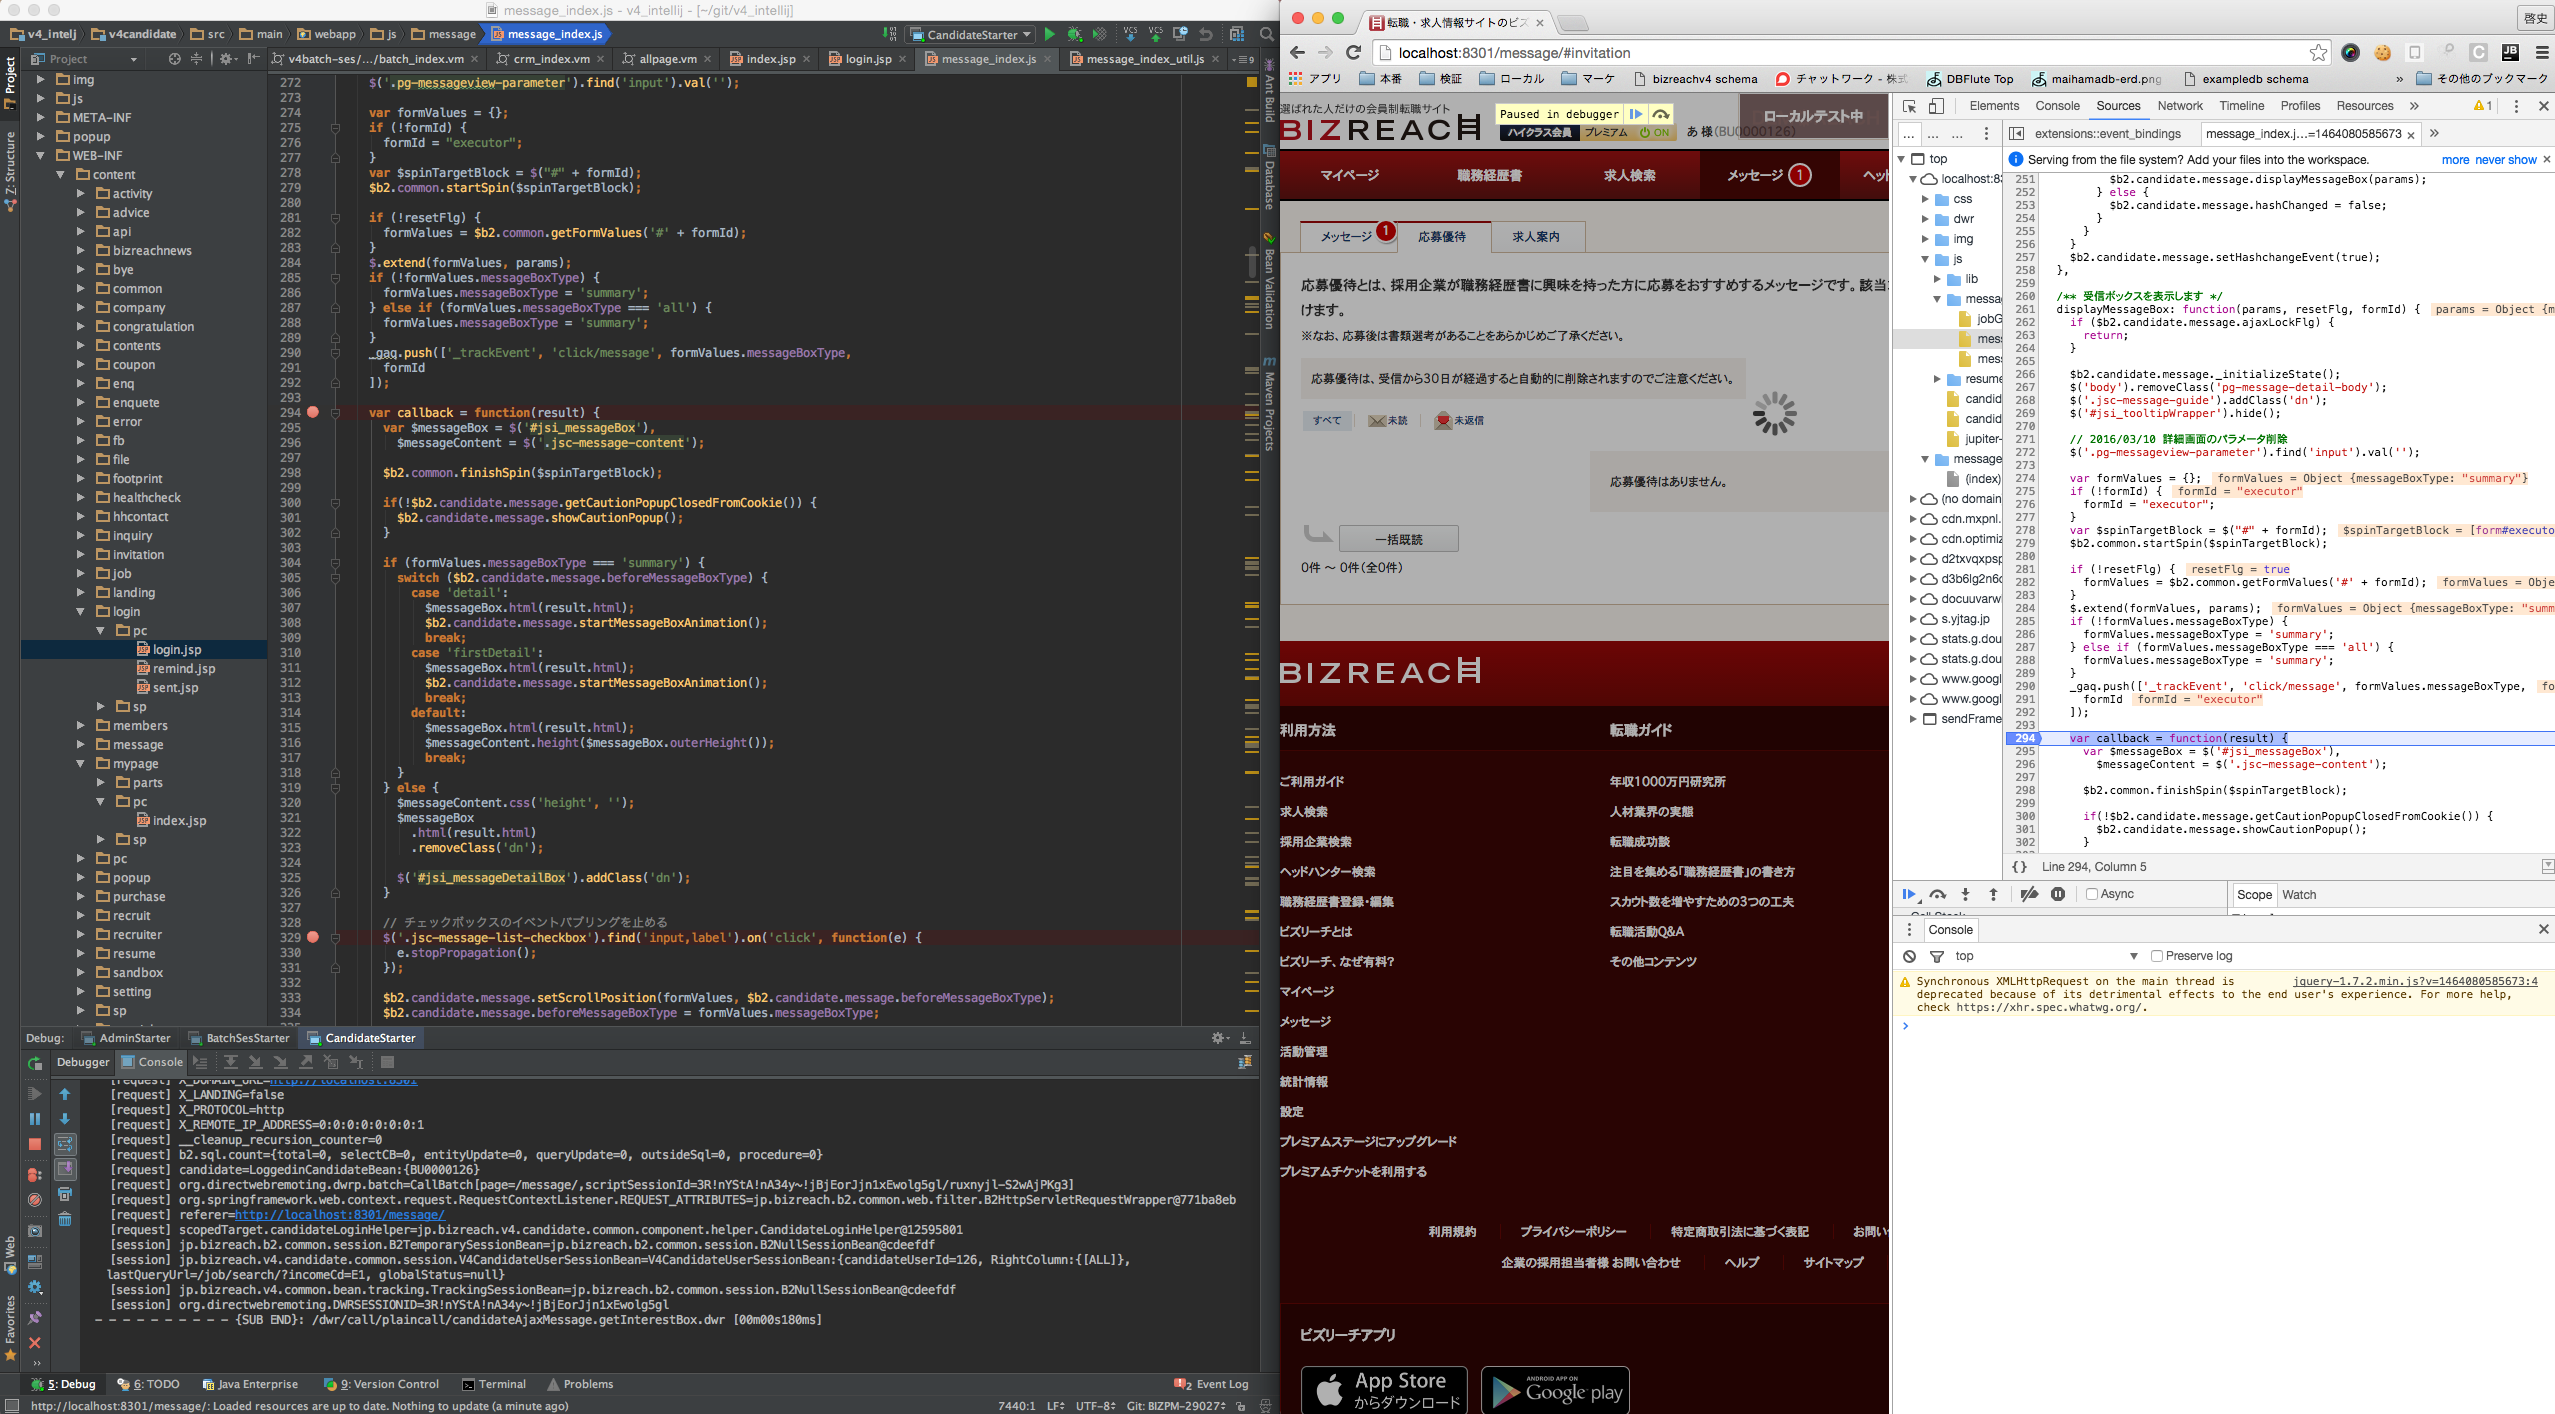 message_index.js - v4_intellij - [~/git/v4_intellij]
v4_intelj v4candidate src main webapp js message message_index.js
CandidateStarter
Project
v4batch-ses/.../batch_index.vm crm_index.vm allpage.vm index.jsp login.jsp message_index.js message_index_util.js
img
js
META-INF
popup
WEB-INF
content
activity
advice
api
bizreachnews
bye
common
company
congratulation
contents
coupon
enq
enquete
error
fb
file
footprint
healthcheck
hhcontact
inquiry
invitation
job
landing
login
pc
login.jsp
remind.jsp
sent.jsp
sp
members
message
mypage
parts
pc
index.jsp
sp
pc
popup
purchase
recruit
recruiter
resume
sandbox
setting
sp
Project
Z: Structure
Web
Favorites
Ant Build
Database
Bean Validation
Maven Projects
272 $('.pg-messageview-parameter').find('input').val('');
273
274 var formValues = {};
275 if (!formId) {
276 formId = "executor";
277 }
278 var $spinTargetBlock = $("#" + formId);
279 $b2.common.startSpin($spinTargetBlock);
280
281 if (!resetFlg) {
282 formValues = $b2.common.getFormValues('#' + formId);
283 }
284 $.extend(formValues, params);
285 if (!formValues.messageBoxType) {
286 formValues.messageBoxType = 'summary';
287 } else if (formValues.messageBoxType === 'all') {
288 formValues.messageBoxType = 'summary';
289 }
290 _gaq.push(['_trackEvent', 'click/message', formValues.messageBoxType,
291 formId
292 ]);
293
294 var callback = function(result) {
295 var $messageBox = $('#jsi_messageBox'),
296 $messageContent = $('.jsc-message-content');
297
298 $b2.common.finishSpin($spinTargetBlock);
299
300 if(!$b2.candidate.message.getCautionPopupClosedFromCookie()) {
301 $b2.candidate.message.showCautionPopup();
302 }
303
304 if (formValues.messageBoxType === 'summary') {
305 switch ($b2.candidate.message.beforeMessageBoxType) {
306 case 'detail':
307 $messageBox.html(result.html);
308 $b2.candidate.message.startMessageBoxAnimation();
309 break;
310 case 'firstDetail':
311 $messageBox.html(result.html);
312 $b2.candidate.message.startMessageBoxAnimation();
313 break;
314 default:
315 $messageBox.html(result.html);
316 $messageContent.height($messageBox.outerHeight());
317 break;
318 }
319 } else {
320 $messageContent.css('height', '');
321 $messageBox
322 .html(result.html)
323 .removeClass('dn');
324
325 $('#jsi_messageDetailBox').addClass('dn');
326 }
327
328 // チェックボックスのイベントバブリングを止める
329 $('.jsc-message-list-checkbox').find('input,label').on('click', function(e) {
330 e.stopPropagation();
331 });
332
333 $b2.candidate.message.setScrollPosition(formValues, $b2.candidate.message.beforeMessageBoxType);
334 $b2.candidate.message.beforeMessageBoxType = formValues.messageBoxType;
Debug: AdminStarter BatchSesStarter CandidateStarter
Debugger Console
[request] X_DOMAIN_URL=http://localhost:8301
[request] X_LANDING=false
[request] X_PROTOCOL=http
[request] X_REMOTE_IP_ADDRESS=0:0:0:0:0:0:0:1
[request] __cleanup_recursion_counter=0
[request] b2.sql.count={total=0, selectCB=0, entityUpdate=0, queryUpdate=0, outsideSql=0, procedure=0}
[request] candidate=LoggedinCandidateBean:{BU0000126}
[request] org.directwebremoting.dwrp.batch=CallBatch[page=/message/,scriptSessionId=3R!nYStA!nA34y~!jBjEorJjn1xEwolg5gl/ruxnyjl-S2wAjPKg3]
[request] org.springframework.web.context.request.RequestContextListener.REQUEST_ATTRIBUTES=jp.bizreach.b2.common.web.filter.B2HttpServletRequestWrapper@771ba8eb
[request] referer=http://localhost:8301/message/
[request] scopedTarget.candidateLoginHelper=jp.bizreach.v4.candidate.common.component.helper.CandidateLoginHelper@12595801
[session] jp.bizreach.b2.common.session.B2TemporarySessionBean=jp.bizreach.b2.common.session.B2NullSessionBean@cdeefdf
[session] jp.bizreach.v4.candidate.common.session.V4CandidateUserSessionBean=V4CandidateUserSessionBean:{candidateUserId=126, RightColumn:{[ALL]},
lastQueryUrl=/job/search/?incomeCd=E1, globalStatus=null}
[session] jp.bizreach.v4.common.bean.tracking.TrackingSessionBean=jp.bizreach.b2.common.session.B2NullSessionBean@cdeefdf
[session] org.directwebremoting.DWRSESSIONID=3R!nYStA!nA34y~!jBjEorJjn1xEwolg5gl
- - - - - - - - - - {SUB END}: /dwr/call/plaincall/candidateAjaxMessage.getInterestBox.dwr [00m00s180ms]
5: Debug 6: TODO Java Enterprise 9: Version Control Terminal Problems 2 Event Log
http://localhost:8301/message/: Loaded resources are up to date. Nothing to update (a minute ago) 7440:1 LF UTF-8 Git: BIZPM-29027
転職・求人情報サイトのビズ
啓史
localhost:8301/message/#invitation
アプリ 本番 検証 ローカル マーケ bizreachv4 schema チャットワーク - 株式 DBFlute Top maihamadb-erd.png exampledb schema » その他のブックマーク
選ばれた人だけの会員制転職サイト
BIZREACH
Paused in debugger
ハイクラス会員 プレミアム ON あ 様(BU0000126)
ローカルテスト中
マイページ 職務経歴書 求人検索 メッセージ 1 ヘッ
メッセージ 1 応募優待 求人案内
応募優待とは、採用企業が職務経歴書に興味を持った方に応募をおすすめするメッセージです。該当
けます。
※なお、応募後は書類選考があることをあらかじめご了承ください。
応募優待は、受信から30日が経過すると自動的に削除されますのでご注意ください。
すべて 未読 未返信
応募優待はありません。
一括既読
0件 ～ 0件(全0件)
BIZREACH
利用方法 転職ガイド
ご利用ガイド 年収1000万円研究所
求人検索 人材業界の実態
採用企業検索 転職成功談
ヘッドハンター検索 注目を集める「職務経歴書」の書き方
職務経歴書登録・編集 スカウト数を増やすための3つの工夫
ビズリーチとは 転職活動Q&A
ビズリーチ、なぜ有料? その他コンテンツ
マイページ
メッセージ
活動管理
統計情報
設定
プレミアムステージにアップグレード
プレミアムチケットを利用する
利用規約 プライバシーポリシー 特定商取引法に基づく表記 お問い
企業の採用担当者様 お問い合わせ ヘルプ サイトマップ
ビズリーチアプリ
App Store
からダウンロード
ANDROID APP ON
Google play
Elements Console Sources Network Timeline Profiles Resources » 1
extensions::event_bindings message_index.j...=1464080585673
Serving from the file system? Add your files into the workspace. more never show
top
localhost:83
css
dwr
img
js
lib
messa
jobG
mes
mes
resume
candid
candid
jupiter-
message
(index)
(no domain
cdn.mxpnl.
cdn.optimiz
d2txvqxpsp
d3b6lg2n6c
docuuvarw
s.yjtag.jp
stats.g.dou
stats.g.dou
www.googl
www.googl
sendFrame
251 $b2.candidate.message.displayMessageBox(params);
252 } else {
253 $b2.candidate.message.hashChanged = false;
254 }
255 }
256 }
257 $b2.candidate.message.setHashchangeEvent(true);
258 },
259
260 /** 受信ボックスを表示します */
261 displayMessageBox: function(params, resetFlg, formId) { params = Object {m
262 if ($b2.candidate.message.ajaxLockFlg) {
263 return;
264 }
265
266 $b2.candidate.message._initializeState();
267 $('body').removeClass('pg-message-detail-body');
268 $('.jsc-message-guide').addClass('dn');
269 $('#jsi_tooltipWrapper').hide();
270
271 // 2016/03/10 詳細画面のパラメータ削除
272 $('.pg-messageview-parameter').find('input').val('');
273
274 var formValues = {}; formValues = Object {messageBoxType: "summary"}
275 if (!formId) { formId = "executor"
276 formId = "executor";
277 }
278 var $spinTargetBlock = $("#" + formId); $spinTargetBlock = [form#executo
279 $b2.common.startSpin($spinTargetBlock);
280
281 if (!resetFlg) { resetFlg = true
282 formValues = $b2.common.getFormValues('#' + formId); formValues = Obje
283 }
284 $.extend(formValues, params); formValues = Object {messageBoxType: "summ
285 if (!formValues.messageBoxType) {
286 formValues.messageBoxType = 'summary';
287 } else if (formValues.messageBoxType === 'all') {
288 formValues.messageBoxType = 'summary';
289 }
290 _gaq.push(['_trackEvent', 'click/message', formValues.messageBoxType, fo
291 formId formId = "executor"
292 ]);
293
294 var callback = function(result) {
295 var $messageBox = $('#jsi_messageBox'),
296 $messageContent = $('.jsc-message-content');
297
298 $b2.common.finishSpin($spinTargetBlock);
299
300 if(!$b2.candidate.message.getCautionPopupClosedFromCookie()) {
301 $b2.candidate.message.showCautionPopup();
302 }
{} Line 294, Column 5
Async Scope Watch
Console
top Preserve log
Synchronous XMLHttpRequest on the main thread is jquery-1.7.2.min.js?v=1464080585673:4
deprecated because of its detrimental effects to the end user's experience. For more help,
check https://xhr.spec.whatwg.org/.